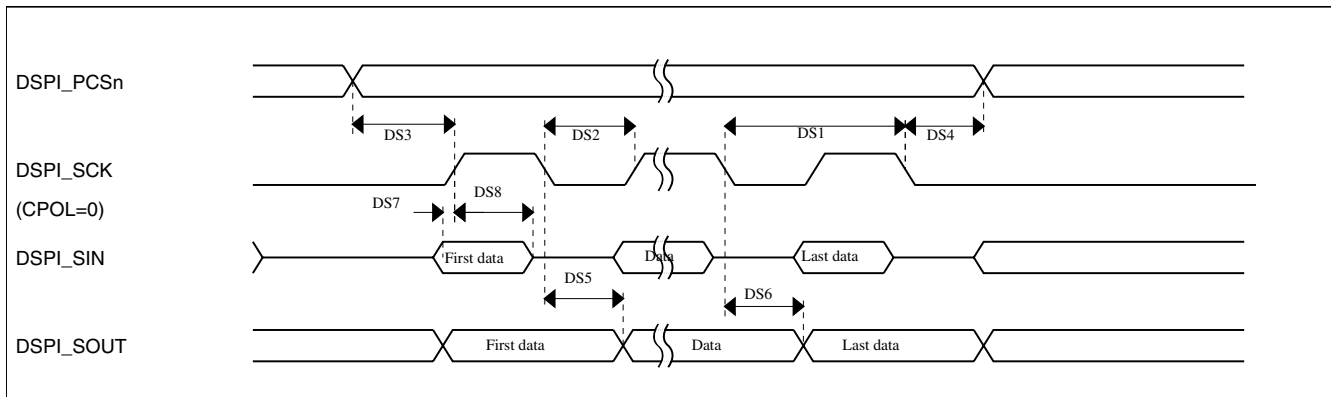 DSPI_PCSn
DS3
DS2
DS1
DS4
DSPI_SCK
(CPOL=0)
DS7
DS8
DSPI_SIN
First data
Data
Last data
DS5
DS6
DSPI_SOUT
First data
Data
Last data